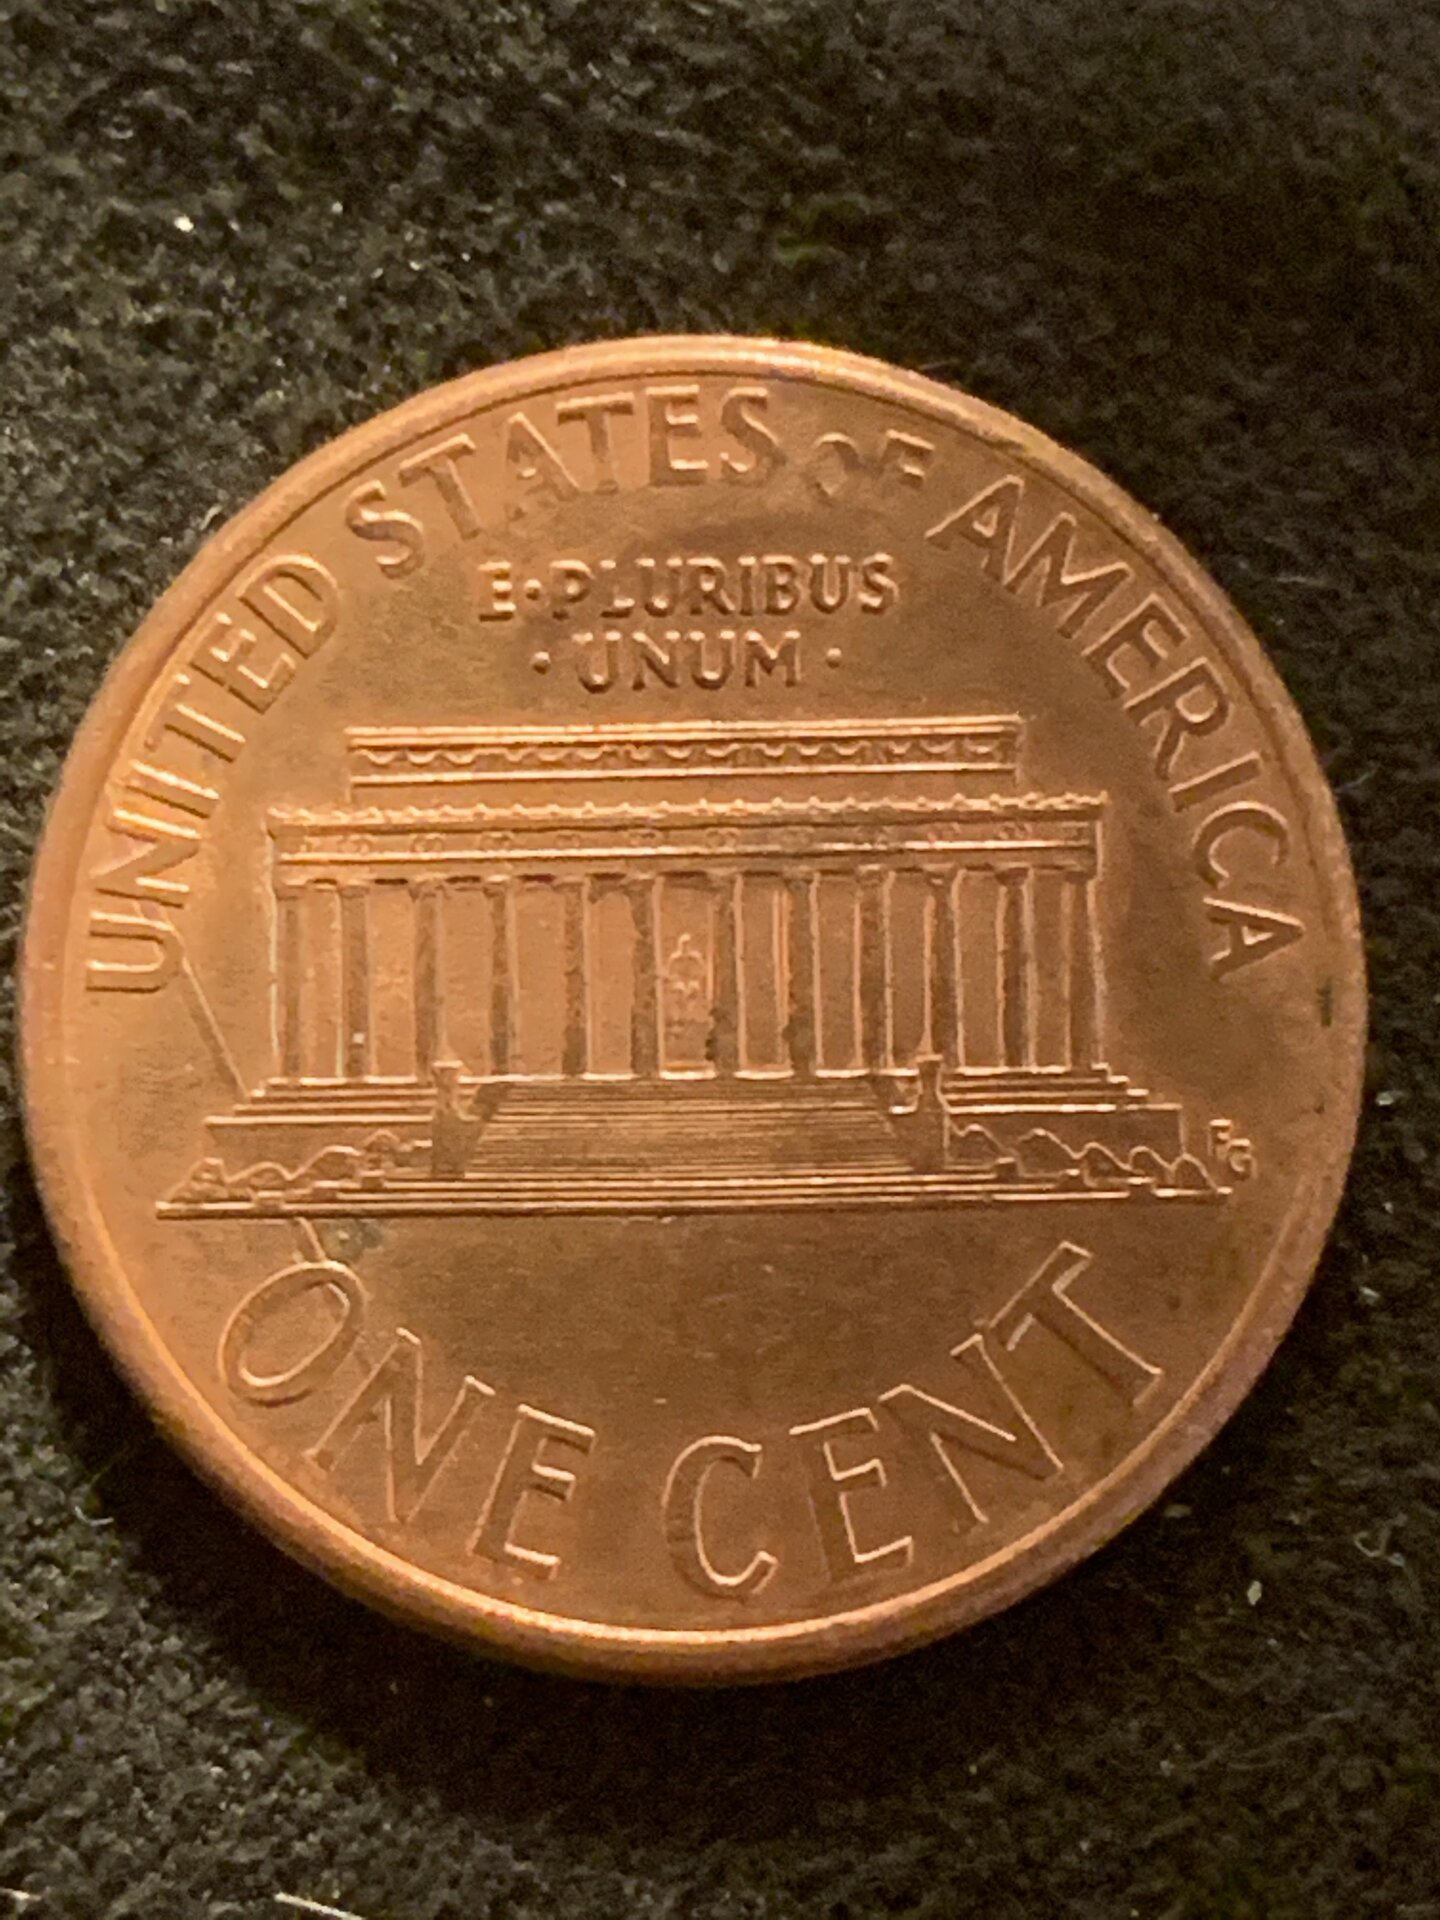 UNITED STATES OF AMERICA
E·PLURIBUS
·UNUM·
FG
ONE CENT